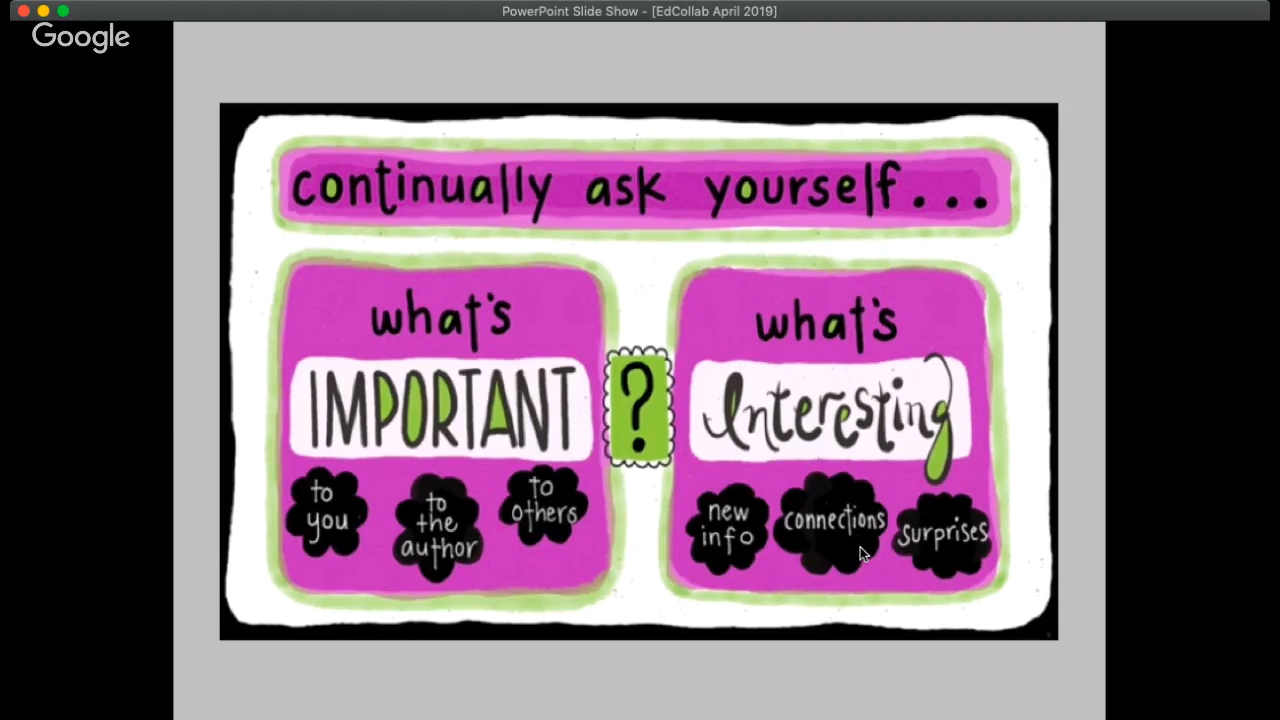 PowerPoint Slide Show - [EdCollab April 2019]
Google
continually ask yourself...
what's
IMPORTANT
to
you
to
the
author
to
others
?
what's
Interesting
new
info
connections
surprises